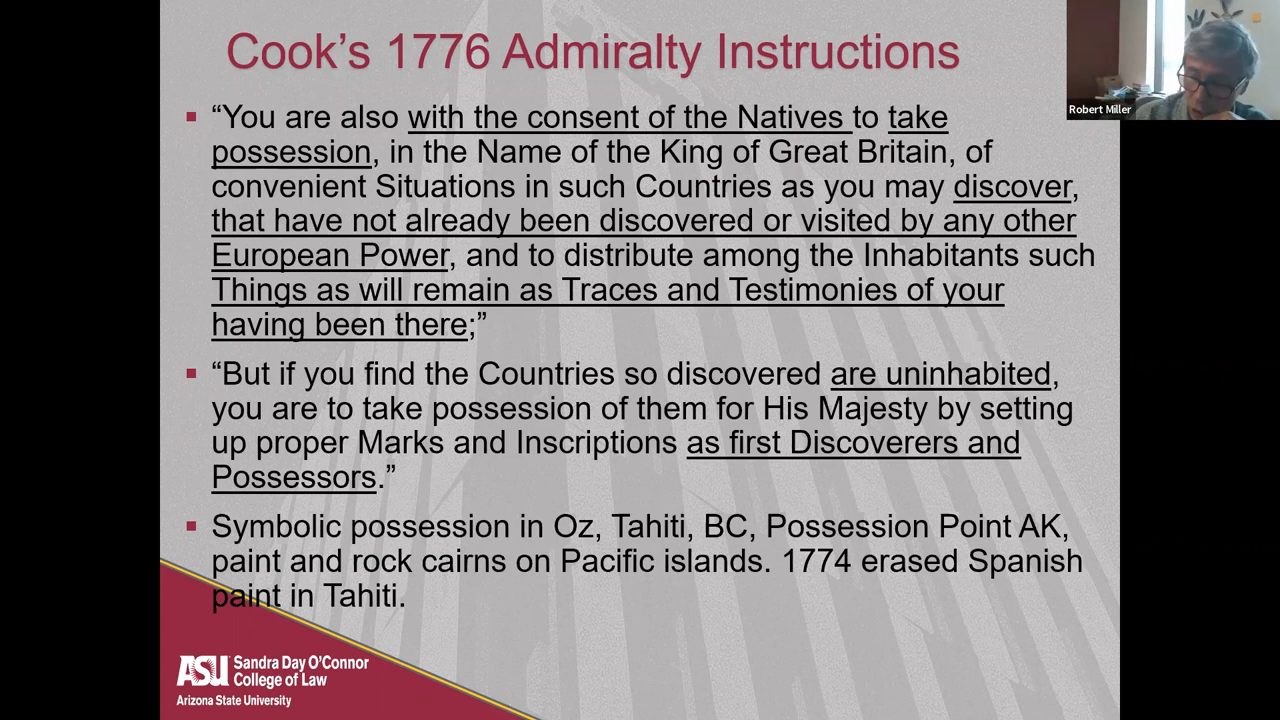 Cook’s 1776 Admiralty Instructions
“You are also with the consent of the Natives to take
possession, in the Name of the King of Great Britain, of
convenient Situations in such Countries as you may discover,
that have not already been discovered or visited by any other
European Power, and to distribute among the Inhabitants such
Things as will remain as Traces and Testimonies of your
having been there;”
“But if you find the Countries so discovered are uninhabited,
you are to take possession of them for His Majesty by setting
up proper Marks and Inscriptions as first Discoverers and
Possessors.”
Symbolic possession in Oz, Tahiti, BC, Possession Point AK,
paint and rock cairns on Pacific islands. 1774 erased Spanish
paint in Tahiti.
ASU Sandra Day O’Connor
College of Law
Arizona State University
Robert Miller